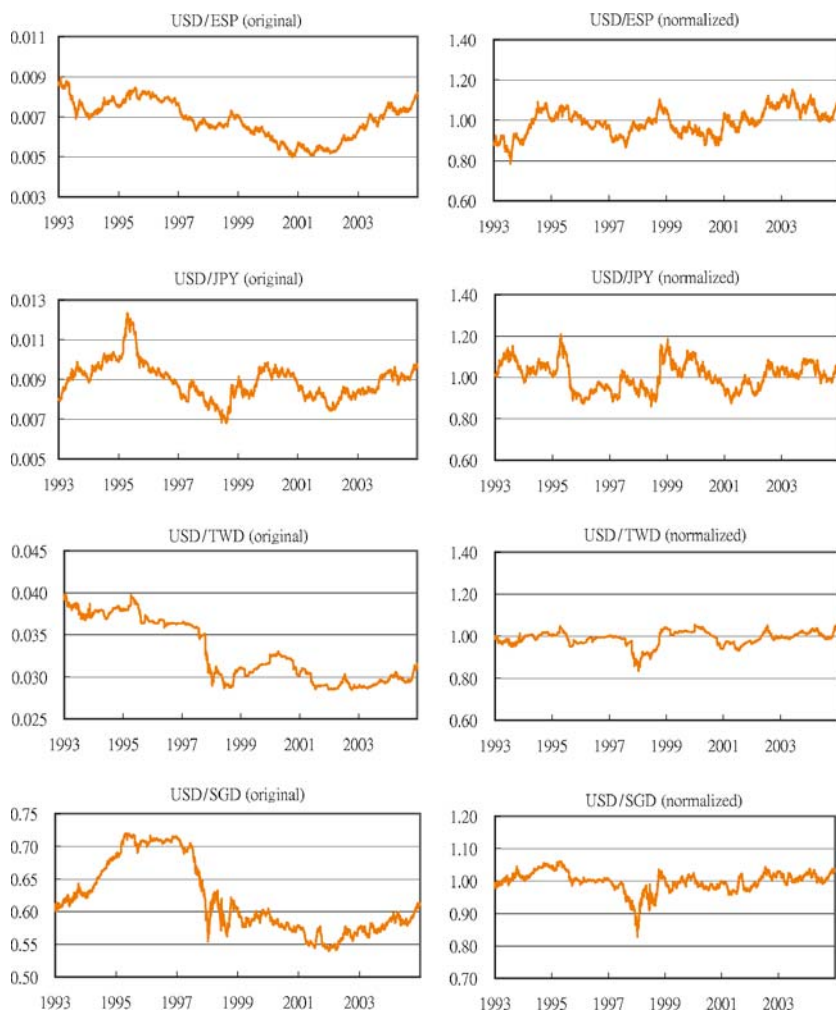 USD/ESP (original)
0.011
0.009
0.007
0.005
0.003
1993 1995 1997 1999 2001 2003
USD/ESP (normalized)
1.40
1.20
1.00
0.80
0.60
1993 1995 1997 1999 2001 2003
USD/JPY (original)
0.013
0.011
0.009
0.007
0.005
1993 1995 1997 1999 2001 2003
USD/JPY (normalized)
1.40
1.20
1.00
0.80
0.60
1993 1995 1997 1999 2001 2003
USD/TWD (original)
0.045
0.040
0.035
0.030
0.025
1993 1995 1997 1999 2001 2003
USD/TWD (normalized)
1.40
1.20
1.00
0.80
0.60
1993 1995 1997 1999 2001 2003
USD/SGD (original)
0.75
0.70
0.65
0.60
0.55
0.50
1993 1995 1997 1999 2001 2003
USD/SGD (normalized)
1.20
1.10
1.00
0.90
0.80
0.70
1993 1995 1997 1999 2001 2003